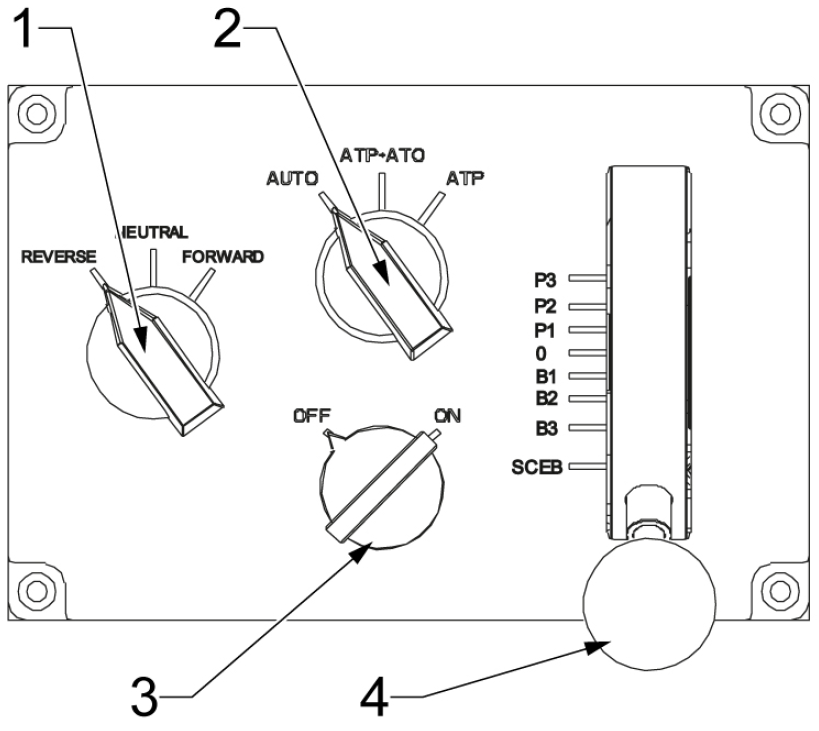 1 2
ATP+ATO
AUTO ATP
NEUTRAL
REVERSE FORWARD
P3
P2
P1
0
B1
B2
B3
SCEB
OFF ON
3 4